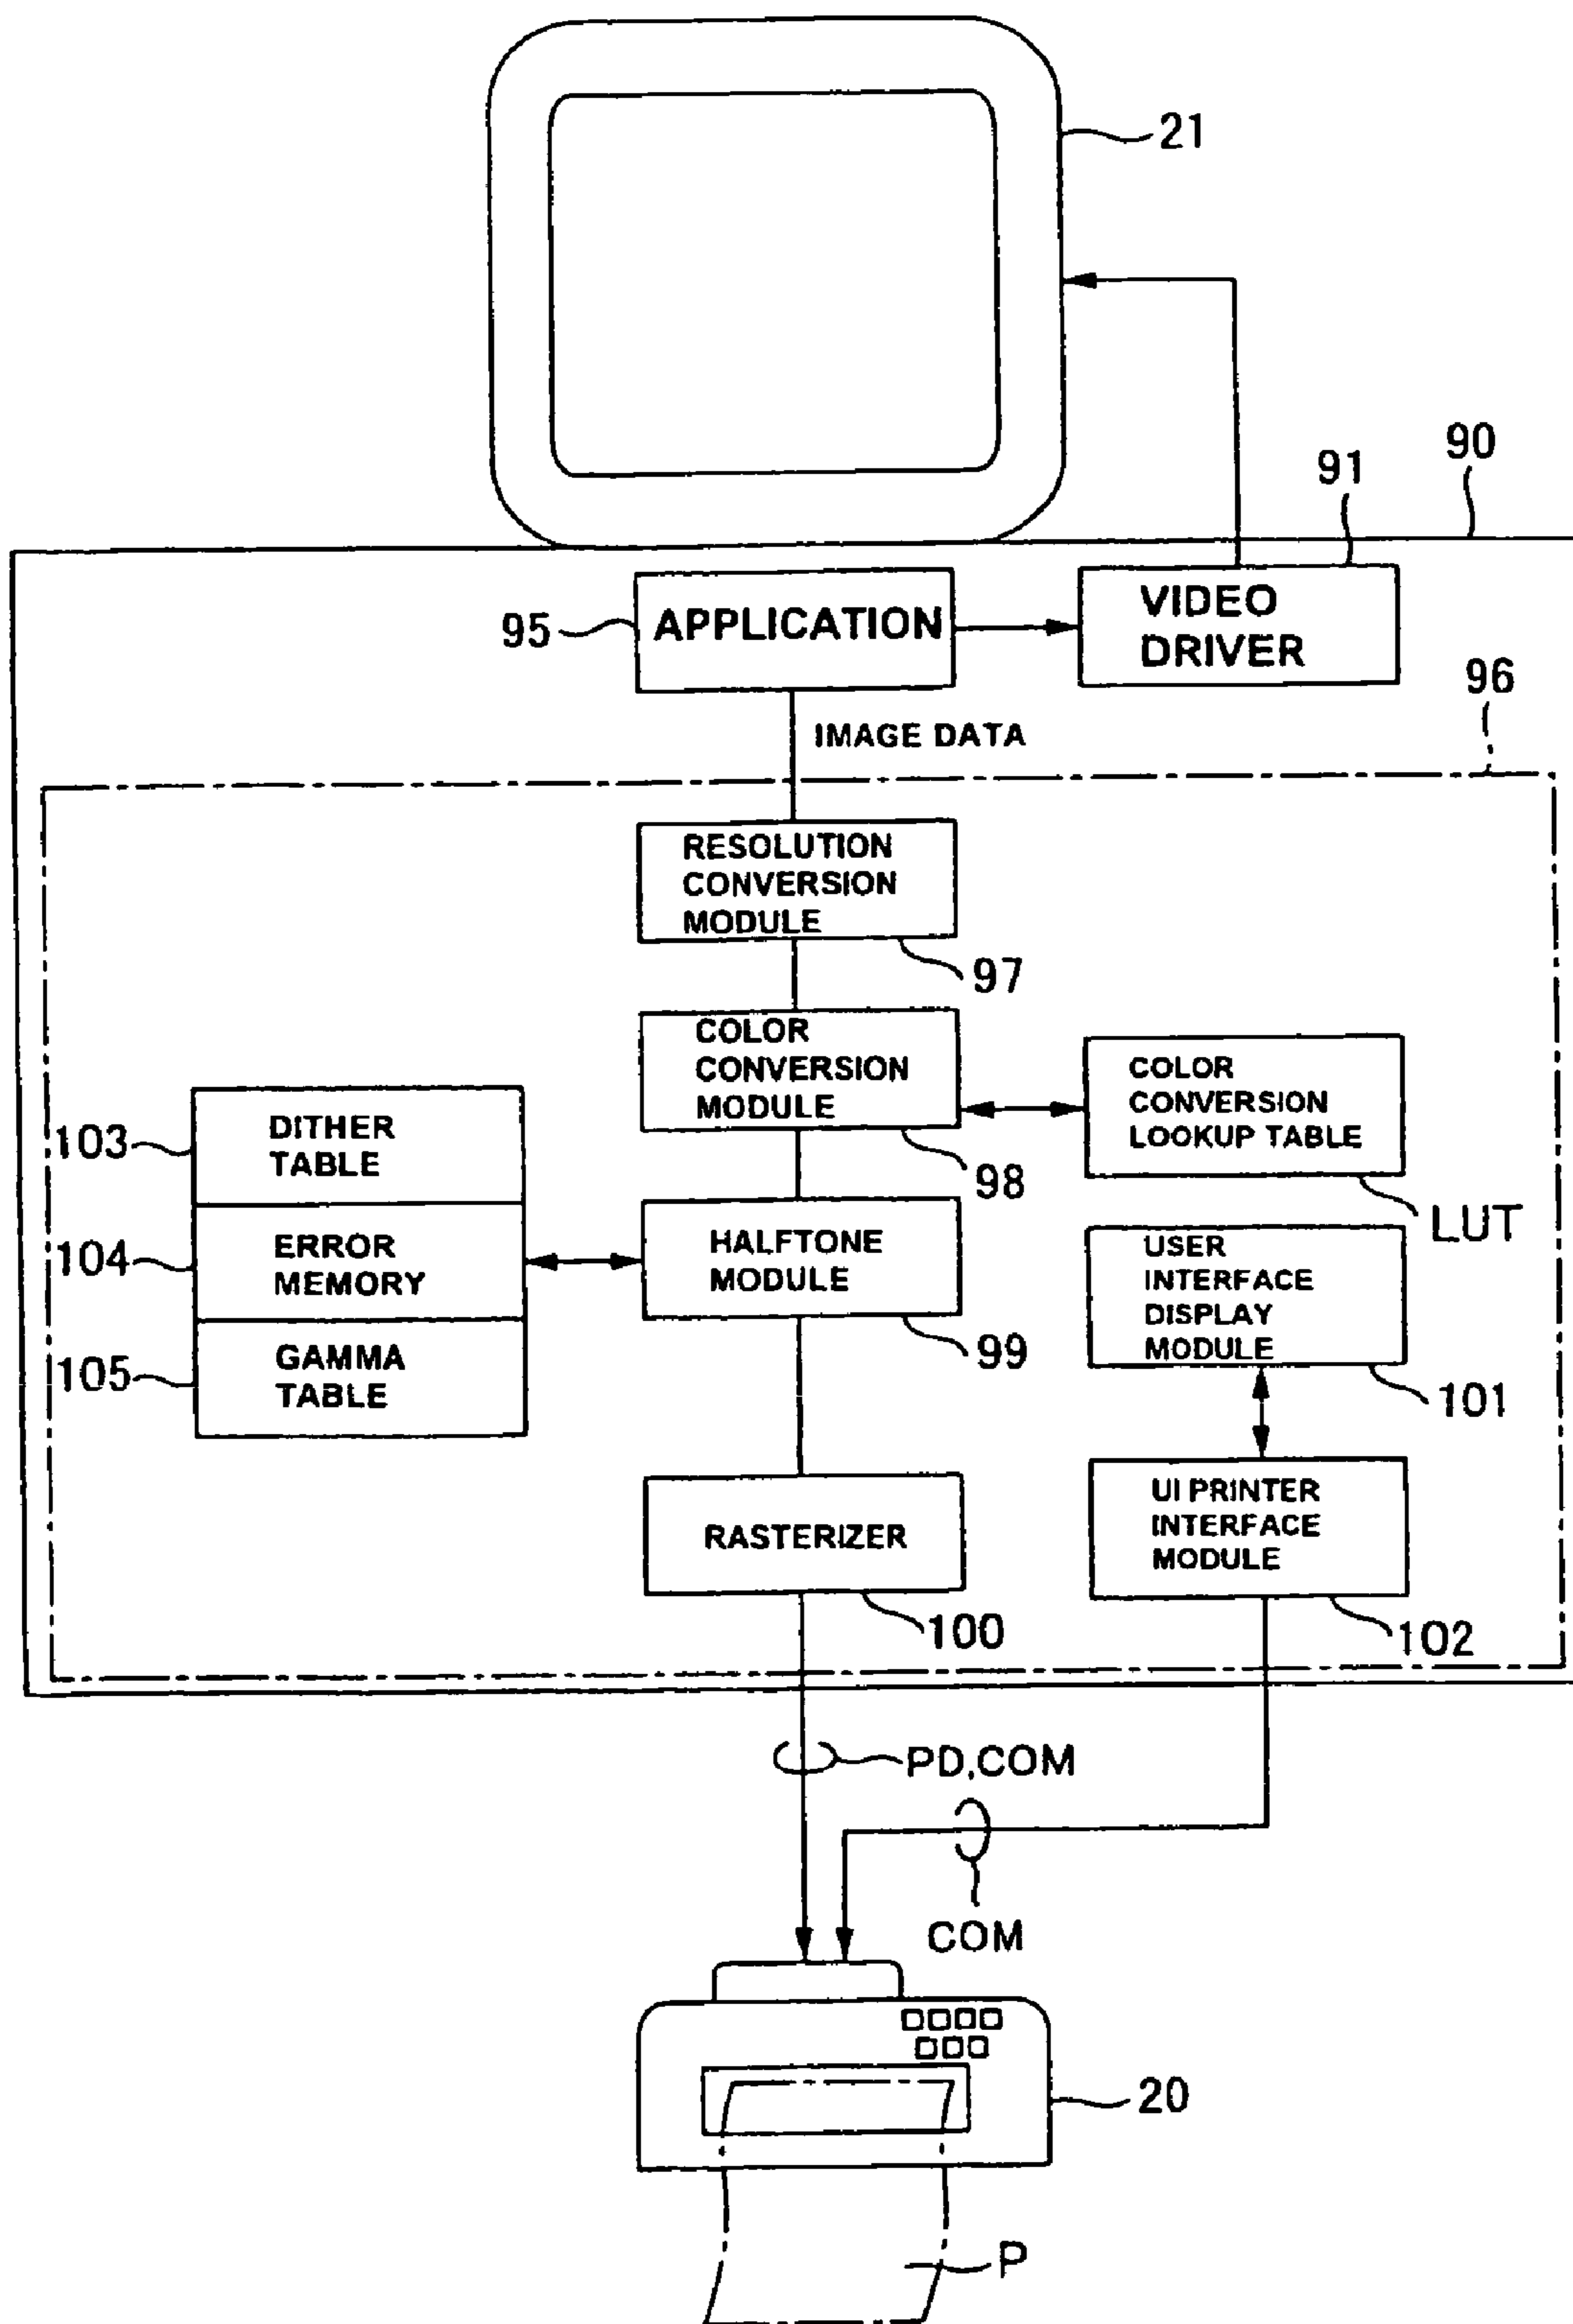 21
90
91
95
APPLICATION
VIDEO
DRIVER
96
IMAGE DATA
RESOLUTION
CONVERSION
MODULE
97
COLOR
CONVERSION
MODULE
98
COLOR
CONVERSION
LOOKUP TABLE
LUT
103
DITHER
TABLE
104
ERROR
MEMORY
105
GAMMA
TABLE
HALFTONE
MODULE
99
USER
INTERFACE
DISPLAY
MODULE
101
RASTERIZER
100
UI PRINTER
INTERFACE
MODULE
102
PD,COM
COM
20
P